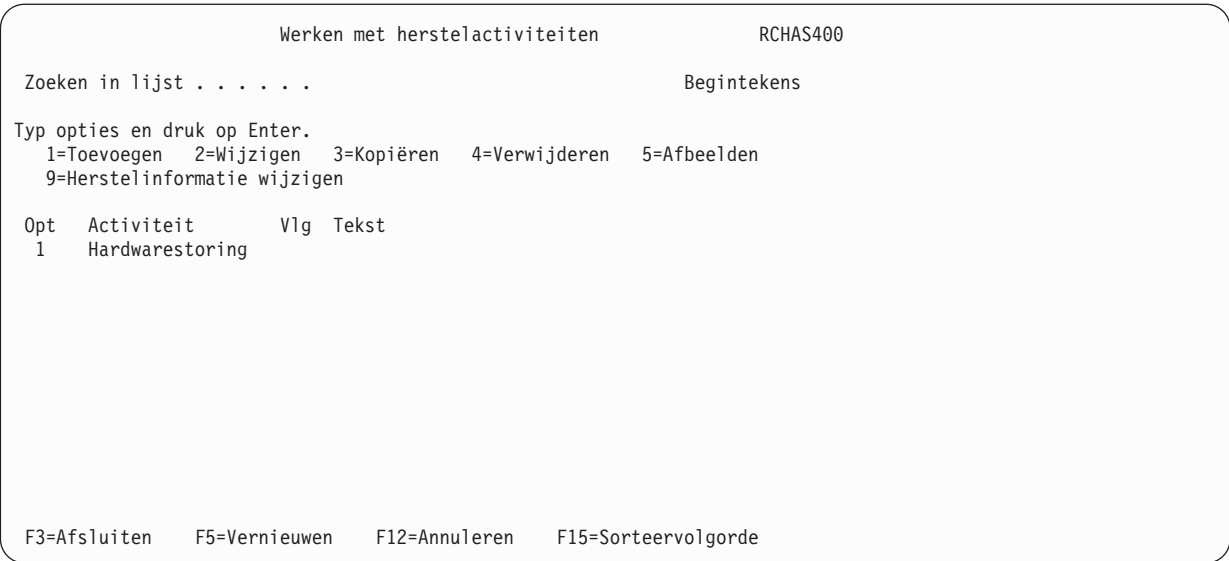 Werken met herstelactiviteiten RCHAS400
Zoeken in lijst . . . . . . Begintekens
Typ opties en druk op Enter.
1=Toevoegen 2=Wijzigen 3=Kopiëren 4=Verwijderen 5=Afbeelden
9=Herstelinformatie wijzigen
Opt Activiteit Vlg Tekst
1 Hardwarestoring
F3=Afsluiten F5=Vernieuwen F12=Annuleren F15=Sorteervolgorde